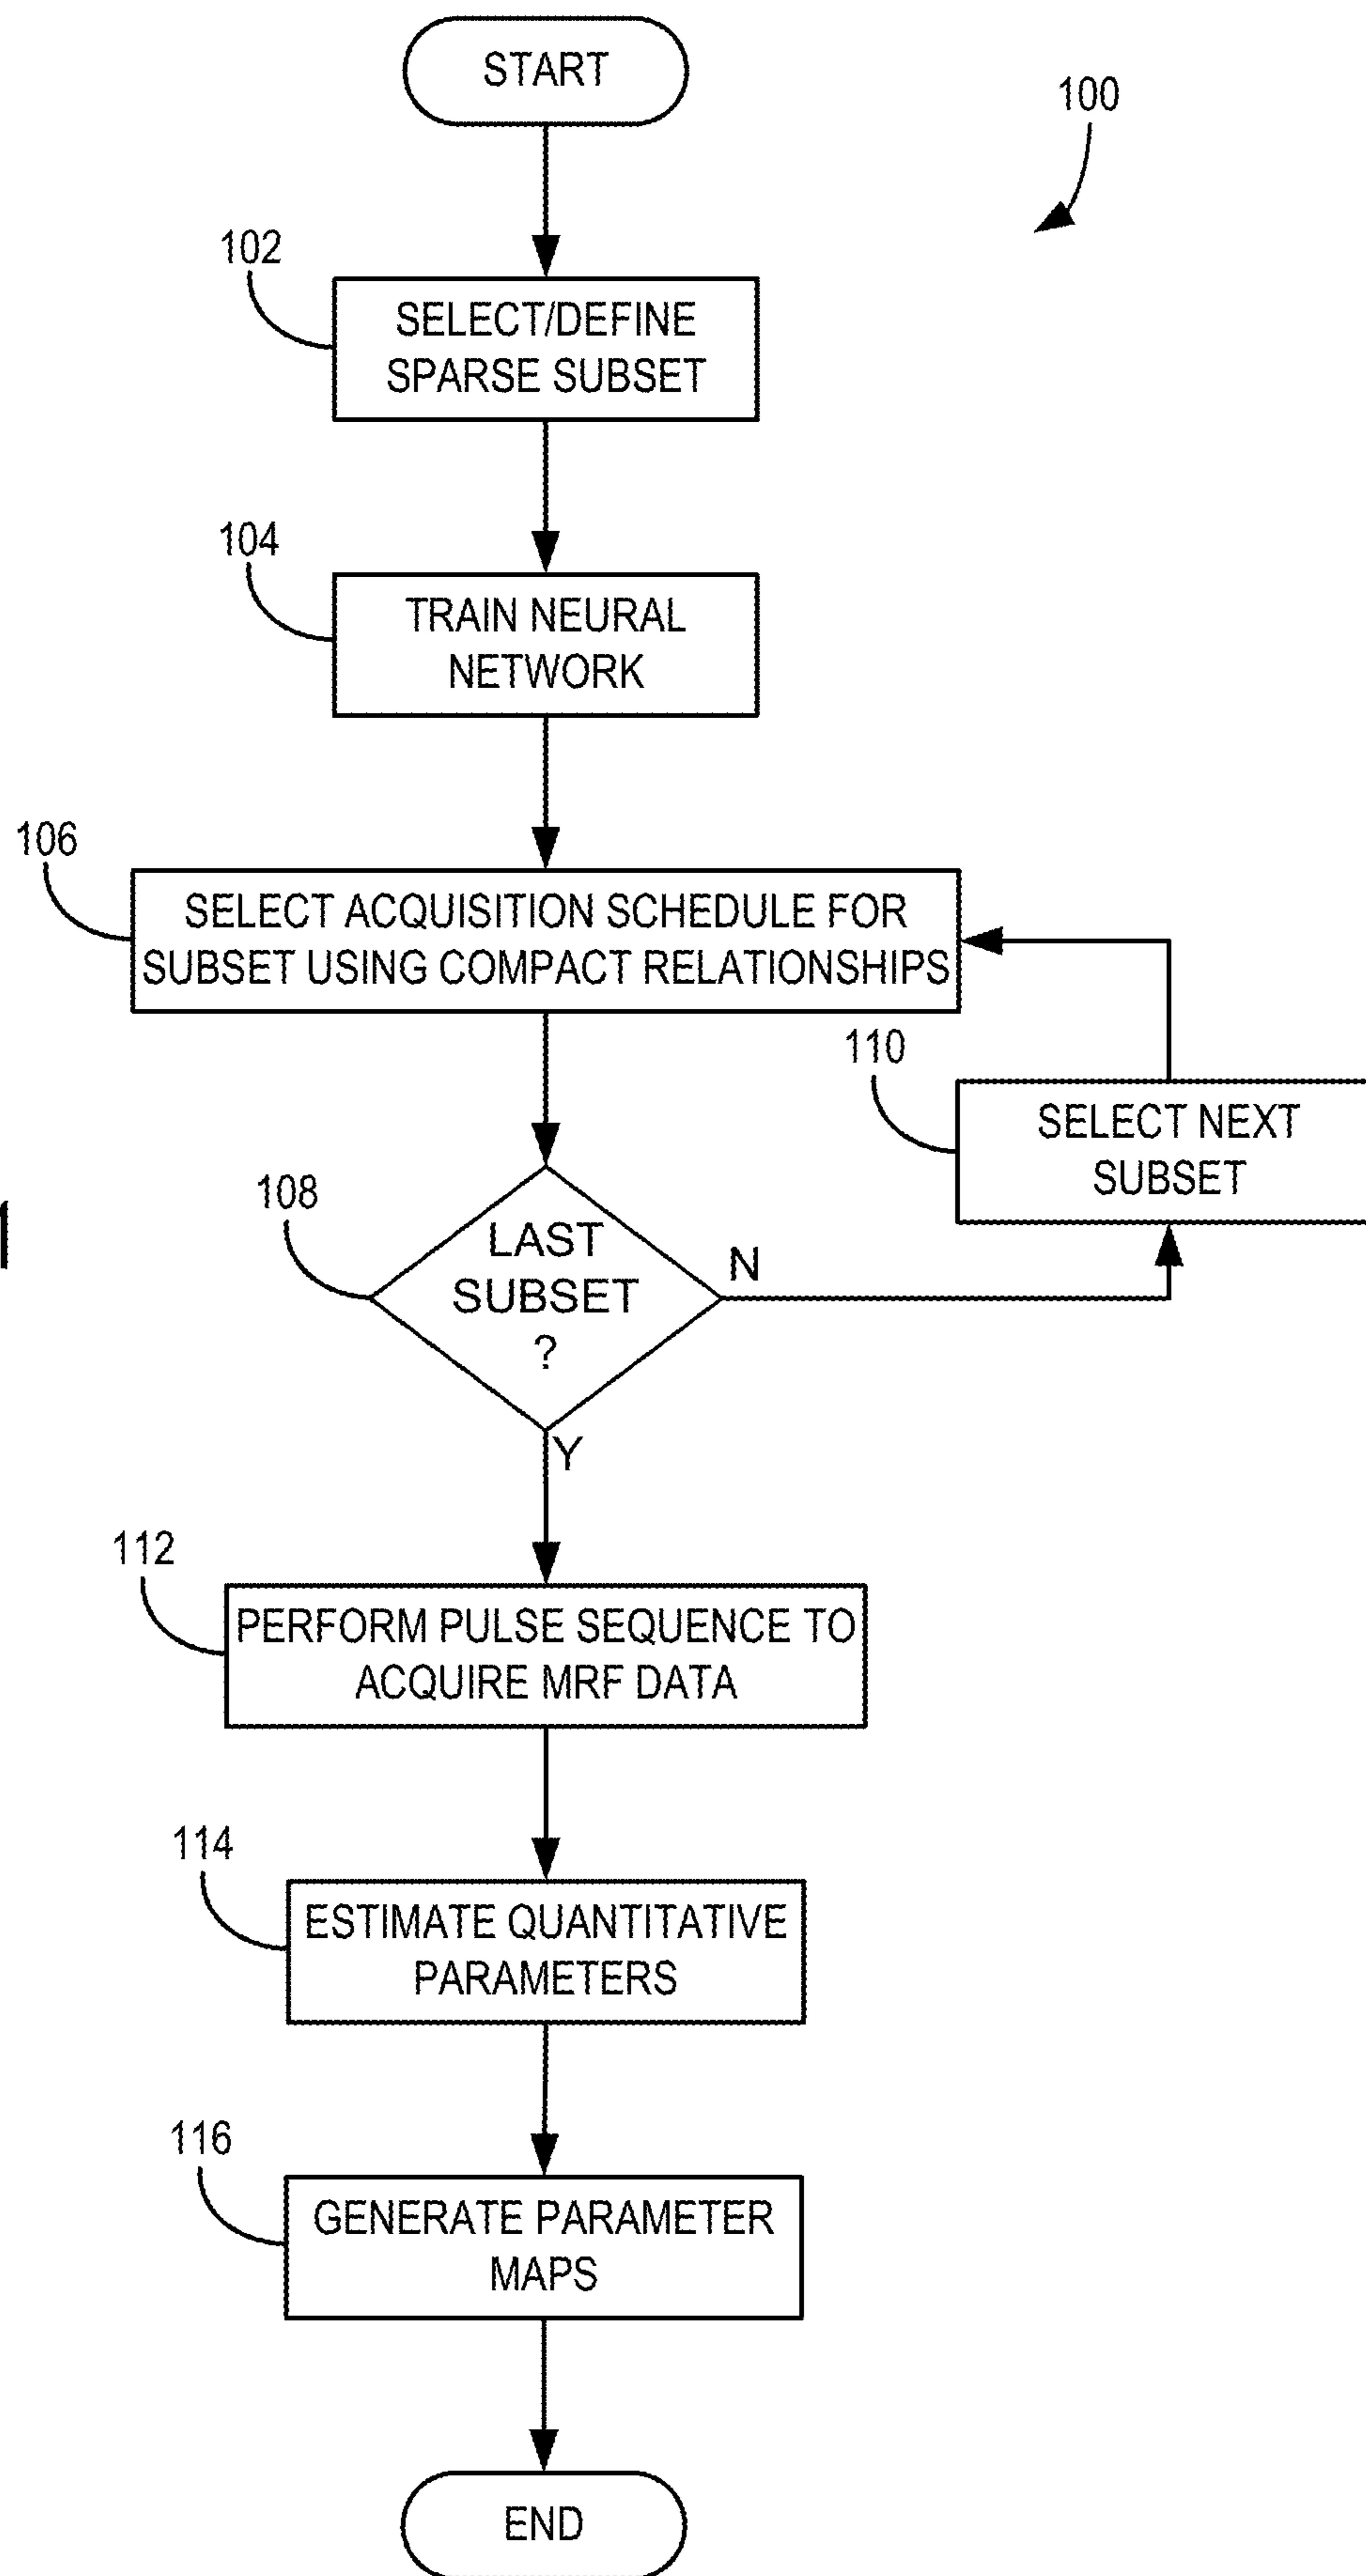 START
100
102
SELECT/DEFINE
SPARSE SUBSET
104
TRAIN NEURAL
NETWORK
106
SELECT ACQUISITION SCHEDULE FOR
SUBSET USING COMPACT RELATIONSHIPS
110
SELECT NEXT
SUBSET
108
LAST
SUBSET
?
N
Y
112
PERFORM PULSE SEQUENCE TO
ACQUIRE MRF DATA
114
ESTIMATE QUANTITATIVE
PARAMETERS
116
GENERATE PARAMETER
MAPS
END